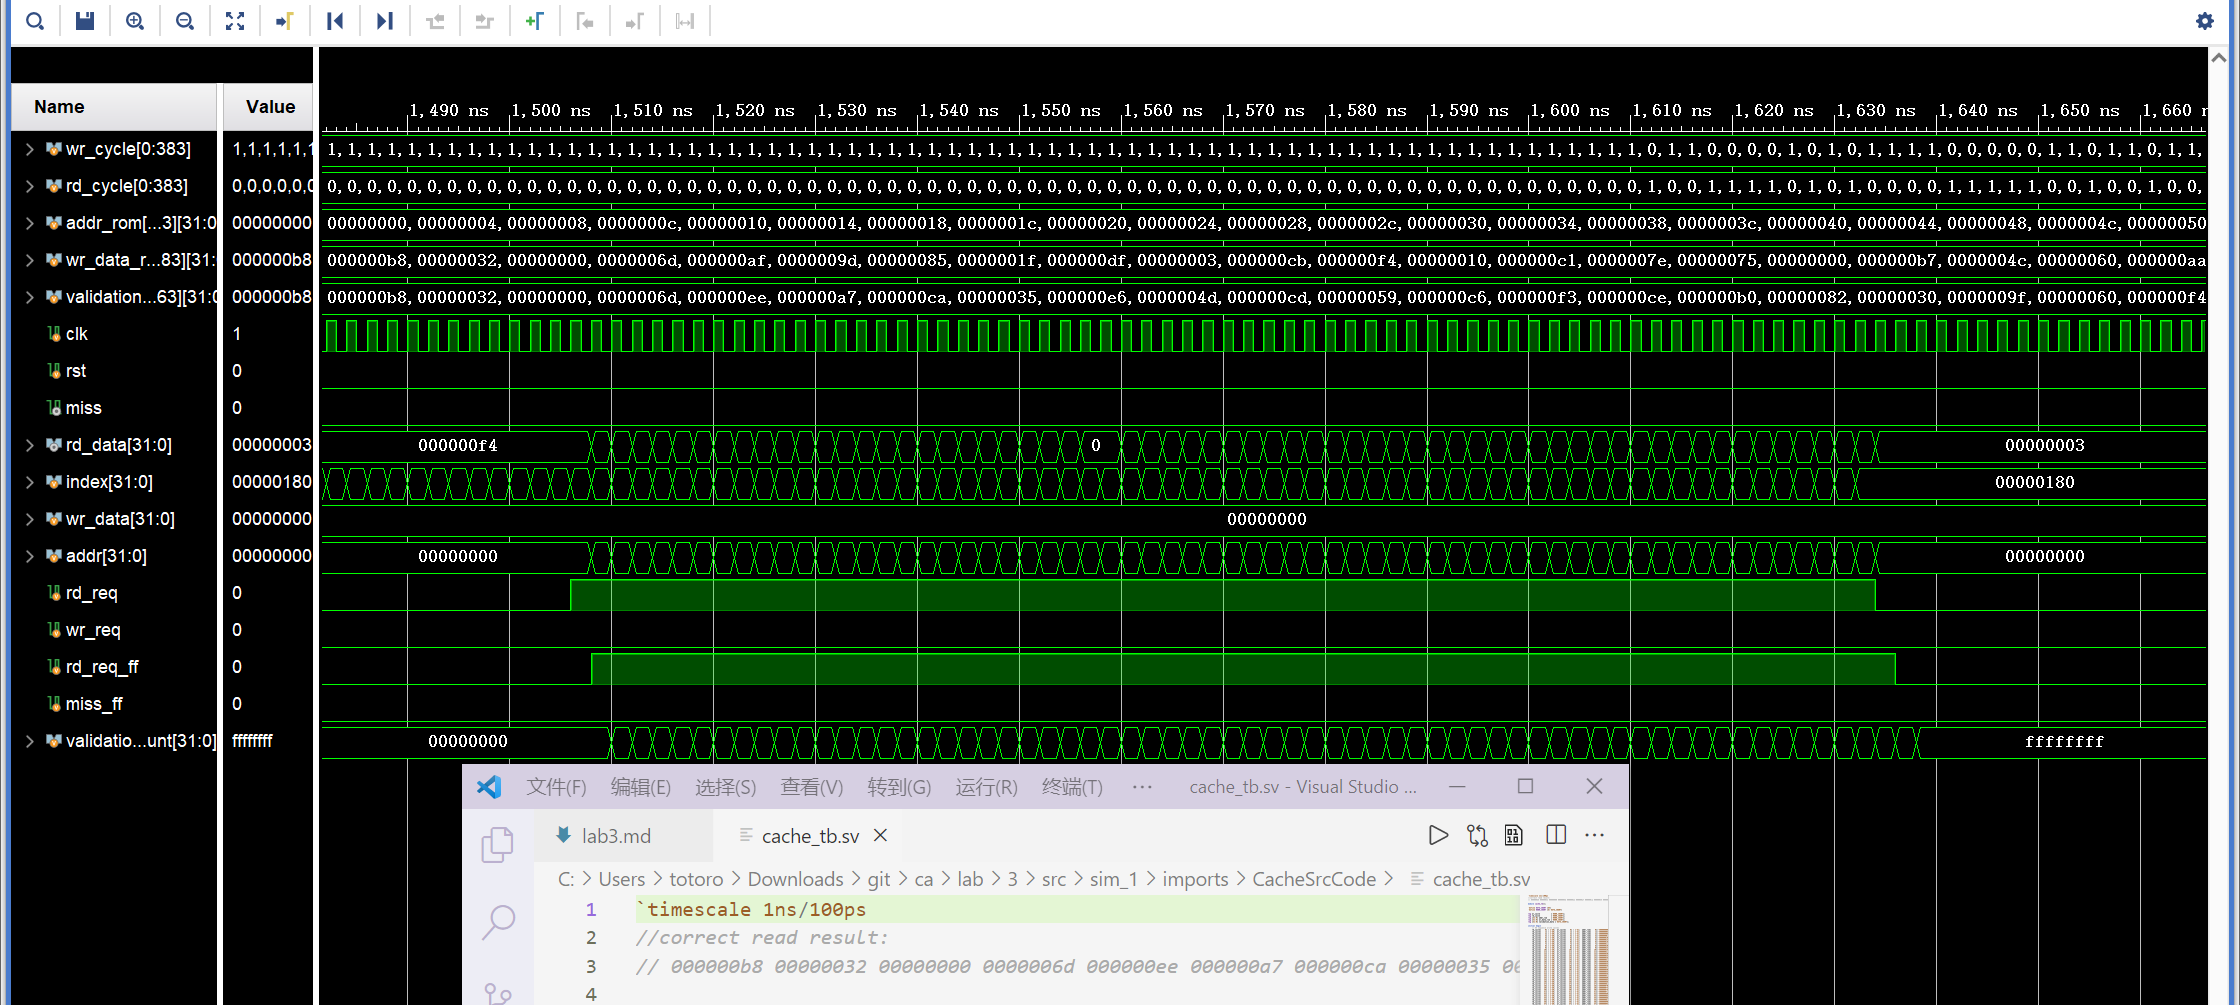 Name Value
1,490 ns 1,500 ns 1,510 ns 1,520 ns 1,530 ns 1,540 ns 1,550 ns 1,560 ns 1,570 ns 1,580 ns 1,590 ns 1,600 ns 1,610 ns 1,620 ns 1,630 ns 1,640 ns 1,650 ns 1,660
wr_cycle[0:383] 1,1,1,1,1,1 1,1,1,1,1,1,1,1,1,1,1,1,1,1,1,1,1,1,1,1,1,1,1,1,1,1,1,1,1,1,1,1,1,1,1,1,1,1,1,1,1,1,1,1,1,1,1,1,1,1,1,1,1,1,1,1,1,1,1,0,1,1,0,0,0,0,1,0,1,0,1,1,0,0,0,0,0,1,0,1,1,0,1,1,
rd_cycle[0:383] 0,0,0,0,0,0 0,0,0,0,0,0,0,0,0,0,0,0,0,0,0,0,0,0,0,0,0,0,0,0,0,0,0,0,0,0,0,0,0,0,0,0,0,0,0,0,0,0,0,0,0,0,0,0,0,0,0,0,0,0,0,0,0,0,0,1,0,0,1,1,1,1,0,1,0,1,0,0,1,1,1,1,1,0,0,1,0,0,1,0,0,
addr_rom[...3][31:0 00000000 00000000,00000004,00000008,0000000c,00000010,00000014,00000018,0000001c,00000020,00000024,00000028,0000002c,00000030,00000034,00000038,0000003c,00000040,00000044,00000048,0000004c,00000050
wr_data_r...83][31: 000000b8 000000b8,00000032,00000000,0000006d,000000af,0000009d,00000085,0000001f,000000df,00000003,000000cb,000000f4,00000010,000000c1,0000007e,00000075,00000000,000000b7,0000004c,00000060,000000aa
validation...63][31:0 000000b8 000000b8,00000032,00000000,0000006d,000000ee,000000a7,000000ca,00000035,000000e6,0000004d,000000cd,00000059,000000c6,000000f3,000000ce,000000b0,00000082,00000030,0000009f,00000060,000000f4
clk 1
rst 0
miss 0
rd_data[31:0] 00000003 000000f4 0 00000003
index[31:0] 00000180 00000180
wr_data[31:0] 00000000 00000000
addr[31:0] 00000000 00000000 00000000
rd_req 0
wr_req 0
rd_req_ff 0
miss_ff 0
validatio...unt[31:0] ffffffff 00000000 ffffffff
文件(F) 编辑(E) 选择(S) 查看(V) 转到(G) 运行(R) 终端(T) ··· cache_tb.sv - Visual Studio ...
lab3.md cache_tb.sv
C: > Users > totoro > Downloads > git > ca > lab > 3 > src > sim_1 > imports > CacheSrcCode > cache_tb.sv
1 `timescale 1ns/100ps
2 //correct read result:
3 // 000000b8 00000032 00000000 0000006d 000000ee 000000a7 000000ca 00000035 00
4